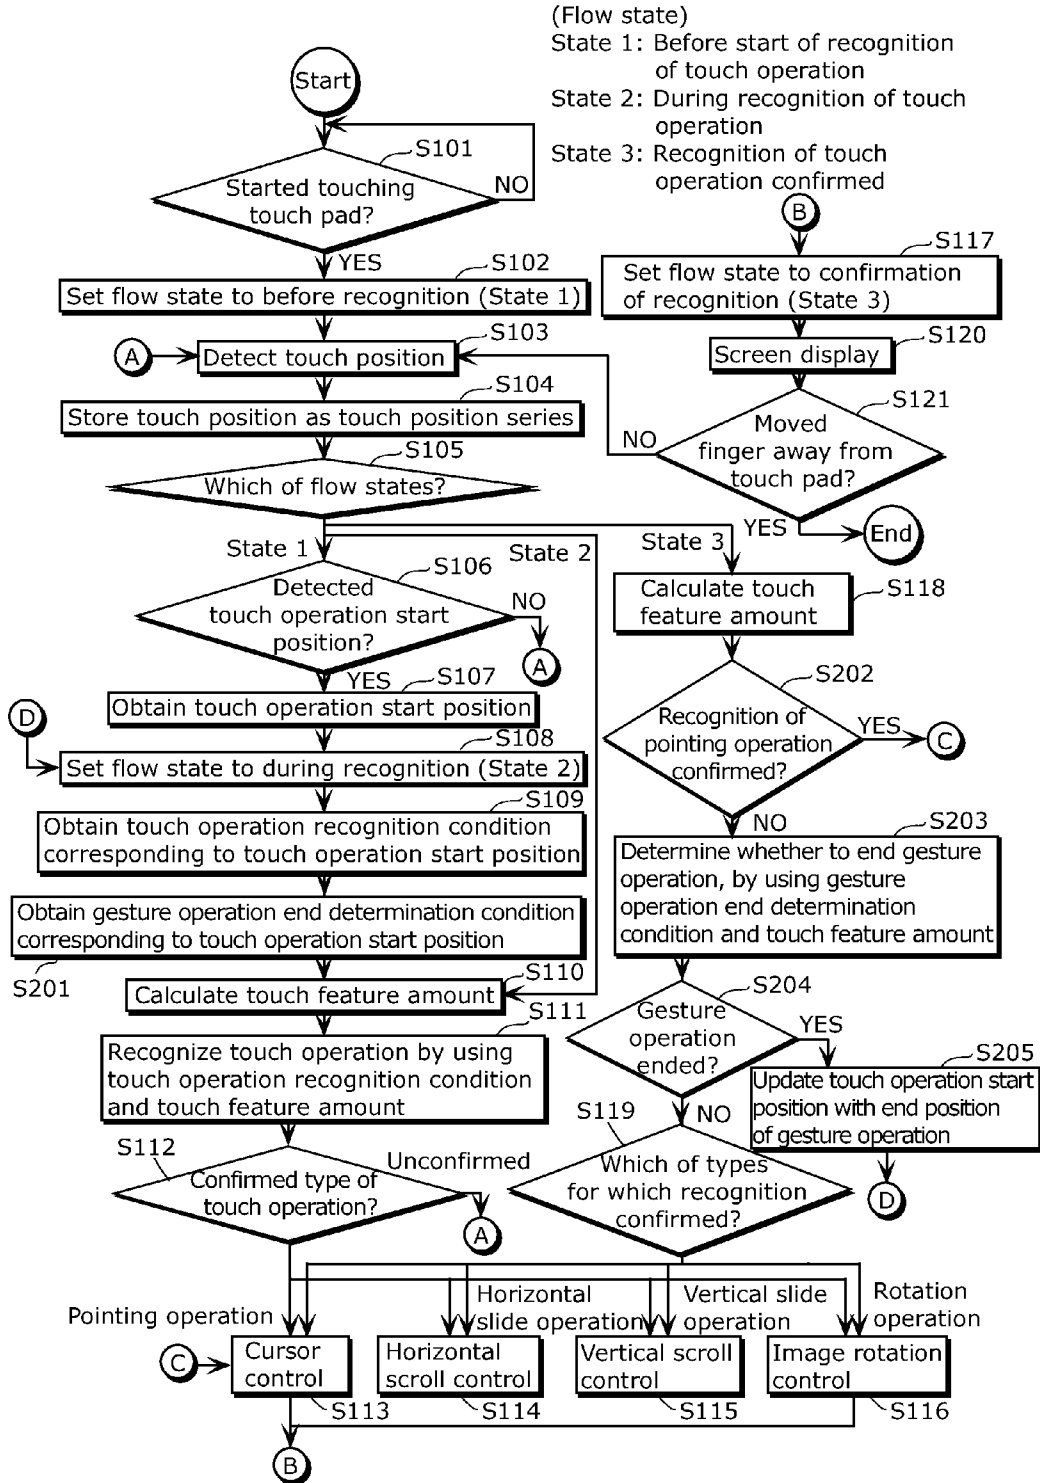 (Flow state)
State 1: Before start of recognition
of touch operation
State 2: During recognition of touch
operation
State 3: Recognition of touch
operation confirmed
Start
S101
Started touching
touch pad?
NO
YES
S102
Set flow state to before recognition (State 1)
S103
A
Detect touch position
S104
Store touch position as touch position series
S105
Which of flow states?
State 1
State 2
State 3
S106
Detected
touch operation start
position?
NO
A
YES
S107
Obtain touch operation start position
D
S108
Set flow state to during recognition (State 2)
S109
Obtain touch operation recognition condition
corresponding to touch operation start position
Obtain gesture operation end determination condition
corresponding to touch operation start position
S201
S110
Calculate touch feature amount
S111
Recognize touch operation by using
touch operation recognition condition
and touch feature amount
S112
Confirmed type of
touch operation?
Unconfirmed
A
B
S117
Set flow state to confirmation
of recognition (State 3)
S120
Screen display
S121
Moved
finger away from
touch pad?
NO
YES
End
Calculate touch
feature amount
S118
S202
Recognition of
pointing operation
confirmed?
YES
C
NO
S203
Determine whether to end gesture
operation, by using gesture
operation end determination
condition and touch feature amount
S204
Gesture
operation
ended?
YES
S205
Update touch operation start
position with end position
of gesture operation
D
NO
S119
Which of types
for which recognition
confirmed?
Pointing operation
Horizontal
slide operation
Vertical slide
operation
Rotation
operation
C
Cursor
control
Horizontal
scroll control
Vertical scroll
control
Image rotation
control
S113
S114
S115
S116
B